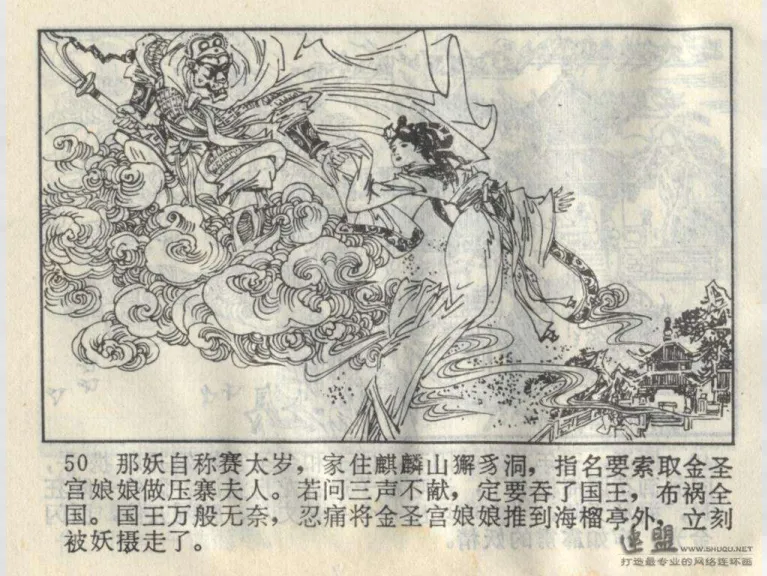 50 那妖自称赛太岁，家住麒麟山獬豸洞，指名要索取金圣
宫娘娘做压寨夫人。若问三声不献，定要吞了国王，布祸全
国。国王万般无奈，忍痛将金圣宫娘娘推到海榴亭外，立刻
被妖摄走了。
连盟 WWW.SHUQU.NET
打造最专业的网络连环画